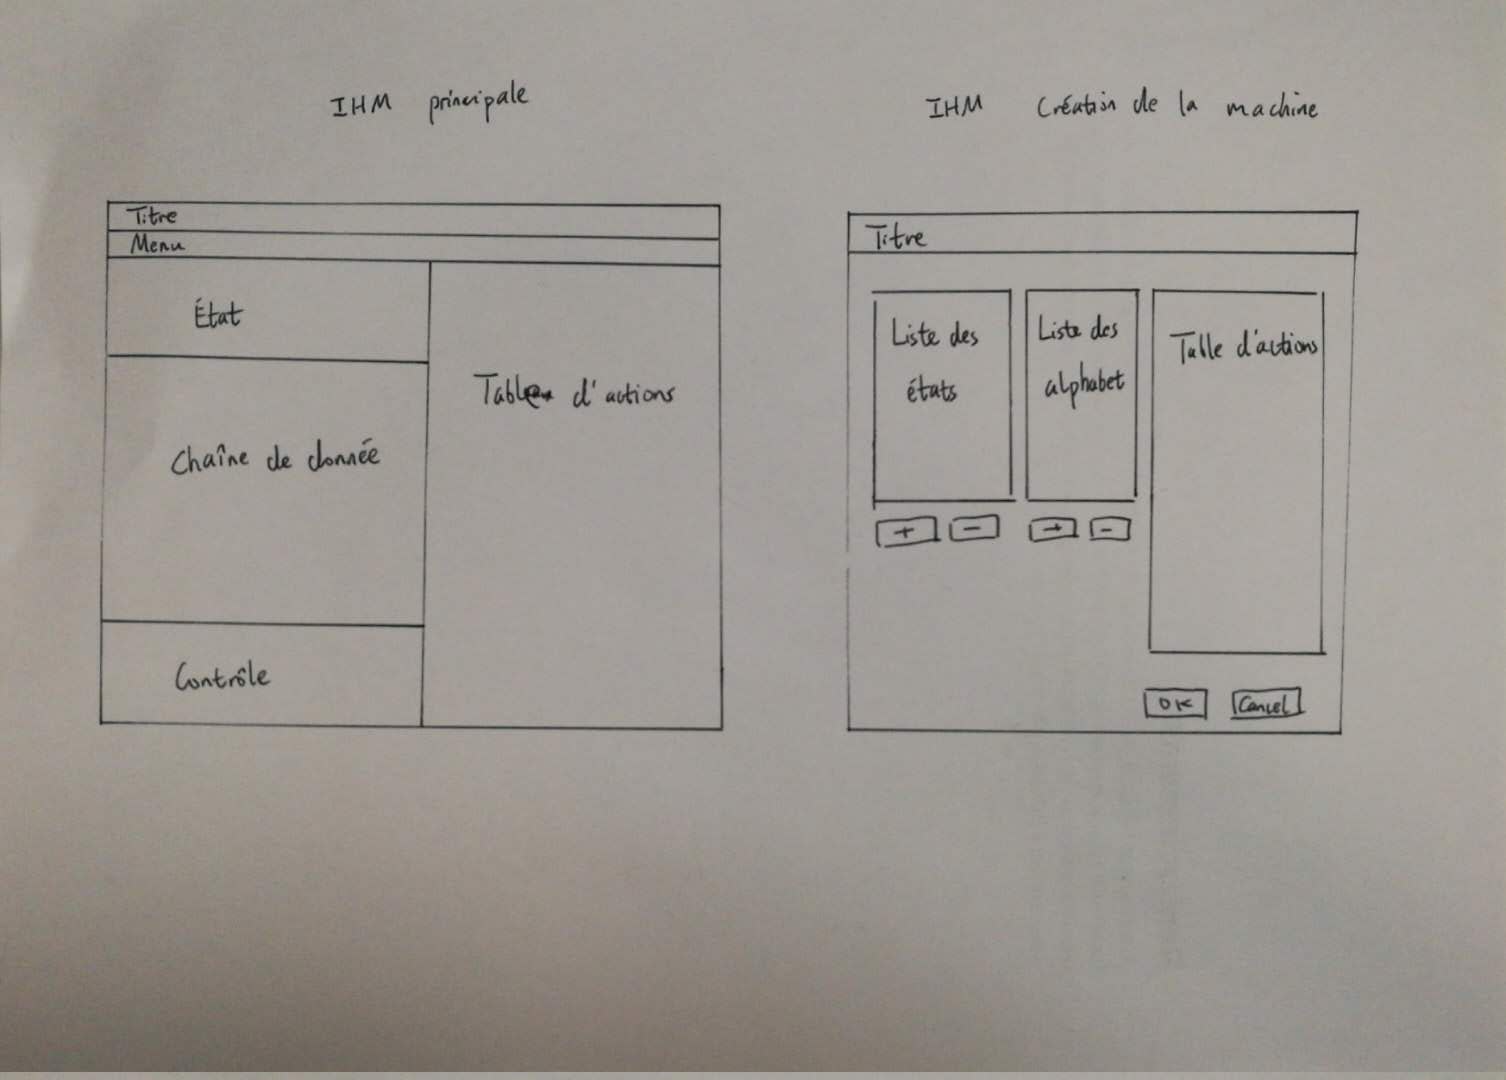 IHM principale
Titre
Menu
État
Chaîne de donnée
Contrôle
Table d'actions
IHM Création de la machine
Titre
Liste des
états
+ -
Liste des
alphabet
+ -
Table d'actions
OK Cancel